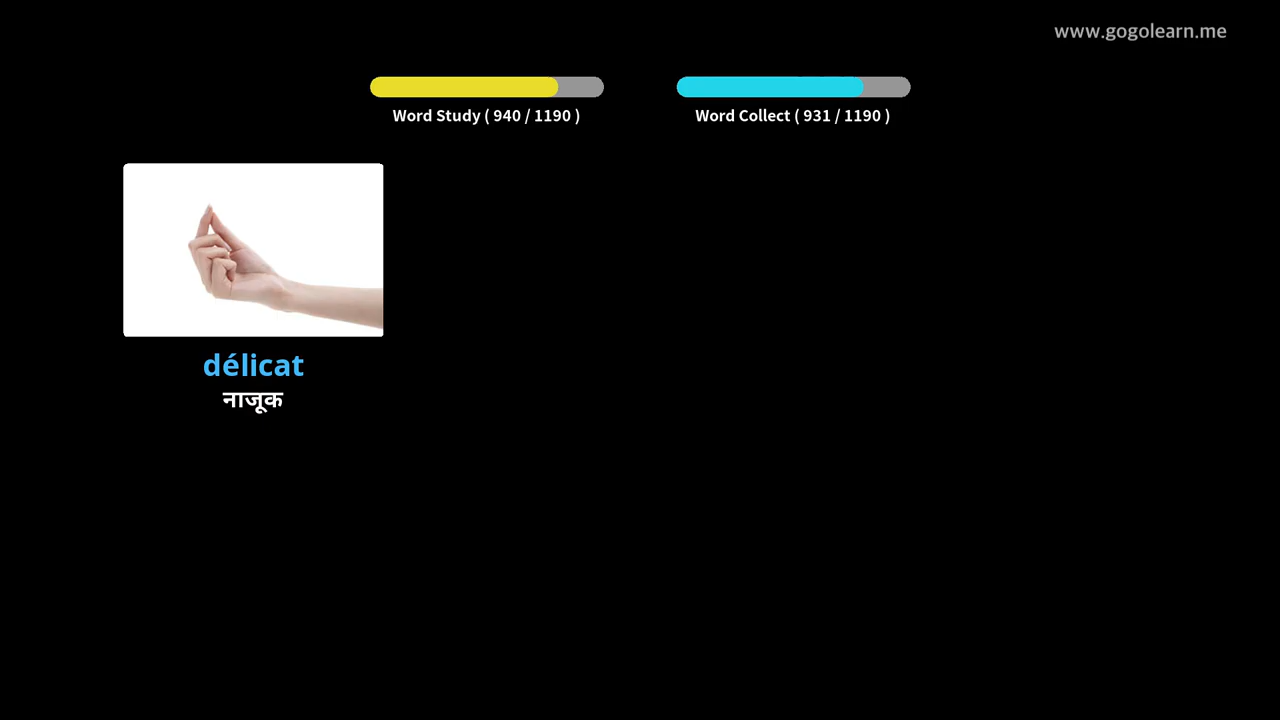 www.gogolearn.me
Word Study ( 940 / 1190 )
Word Collect ( 931 / 1190 )
délicat
नाजूक